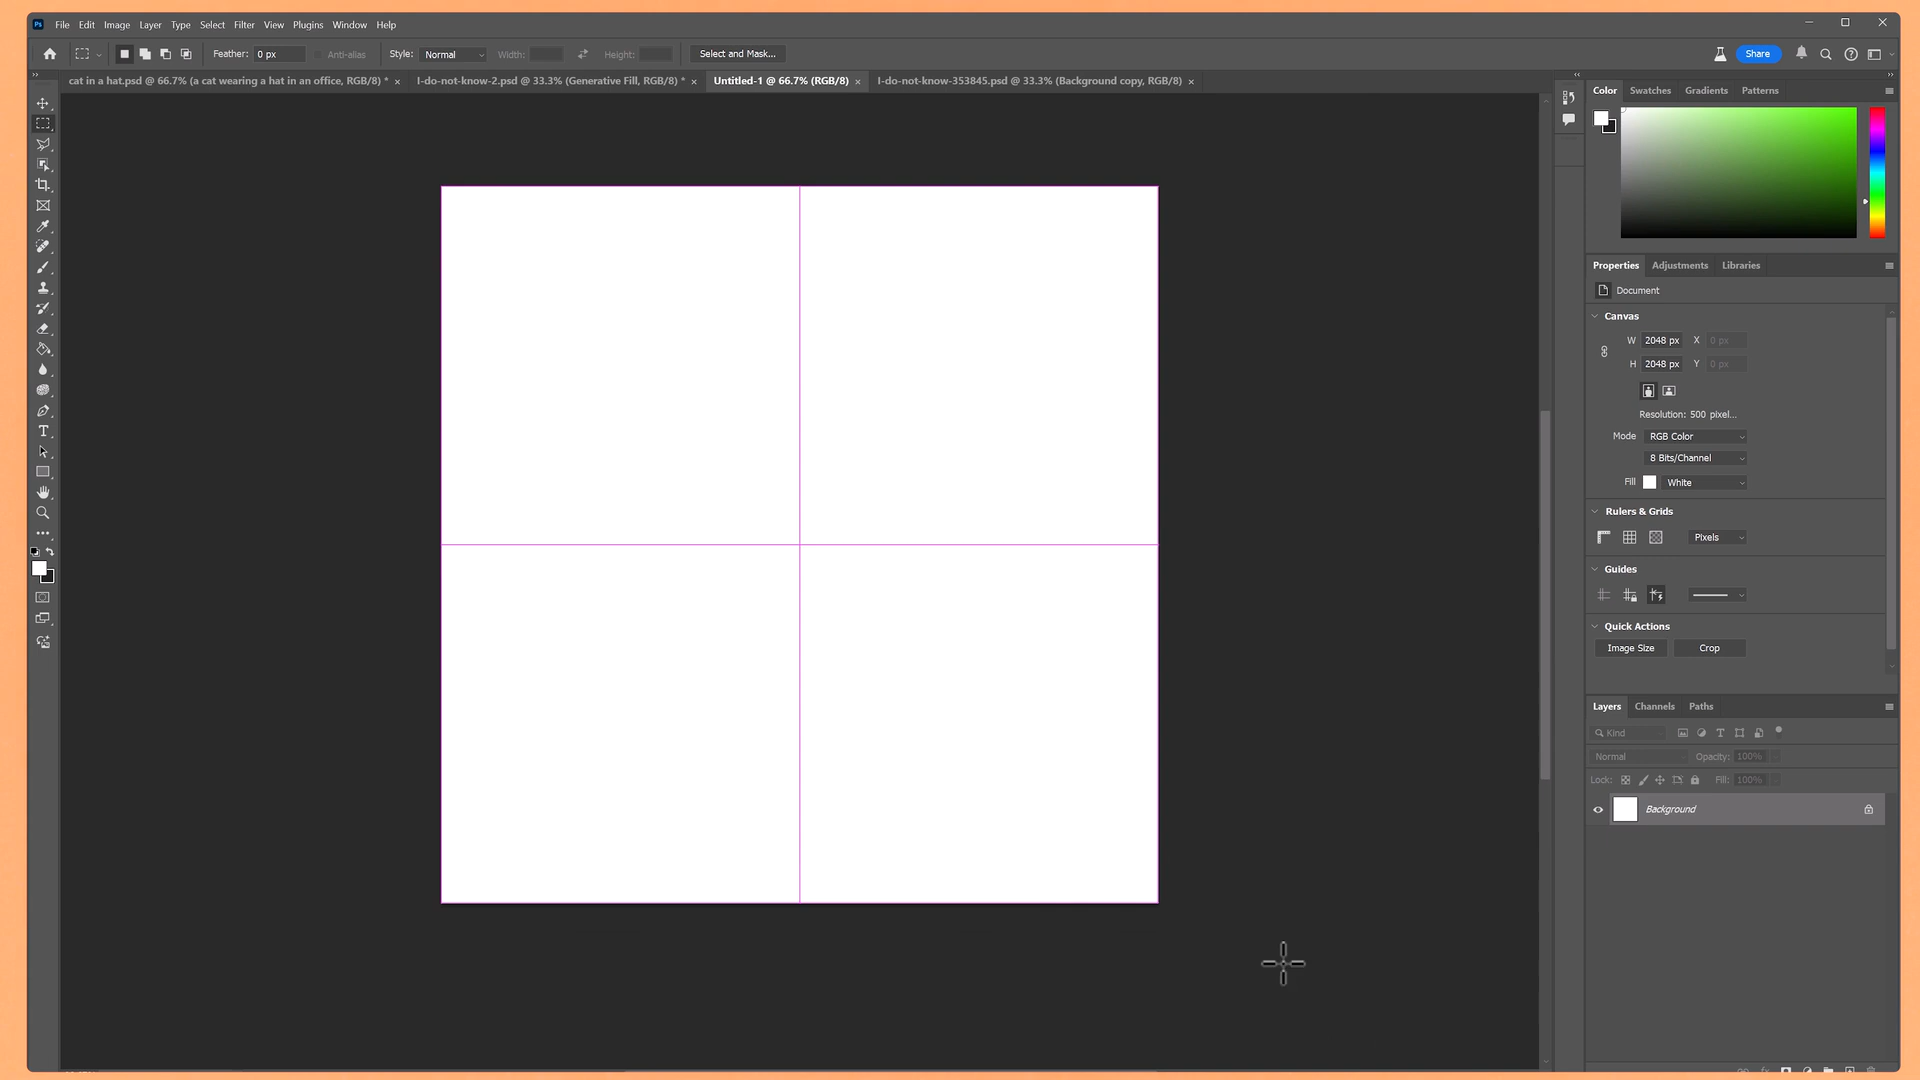 Ps File Edit Image Layer Type Select Filter View Plugins Window Help
Feather: 0 px Anti-alias Style: Normal Width: Height: Select and Mask... Share
cat in a hat.psd @ 66.7% (a cat wearing a hat in an office, RGB/8) * × I-do-not-know-2.psd @ 33.3% (Generative Fill, RGB/8) * × Untitled-1 @ 66.7% (RGB/8) × I-do-not-know-353845.psd @ 33.3% (Background copy, RGB/8) ×
Color Swatches Gradients Patterns
Properties Adjustments Libraries
Document
Canvas
W 2048 px X 0 px
H 2048 px Y 0 px
Resolution: 500 pixel...
Mode RGB Color
8 Bits/Channel
Fill White
Rulers & Grids
Pixels
Guides
Quick Actions
Image Size Crop
Layers Channels Paths
Kind
Normal Opacity: 100%
Lock: Fill: 100%
Background